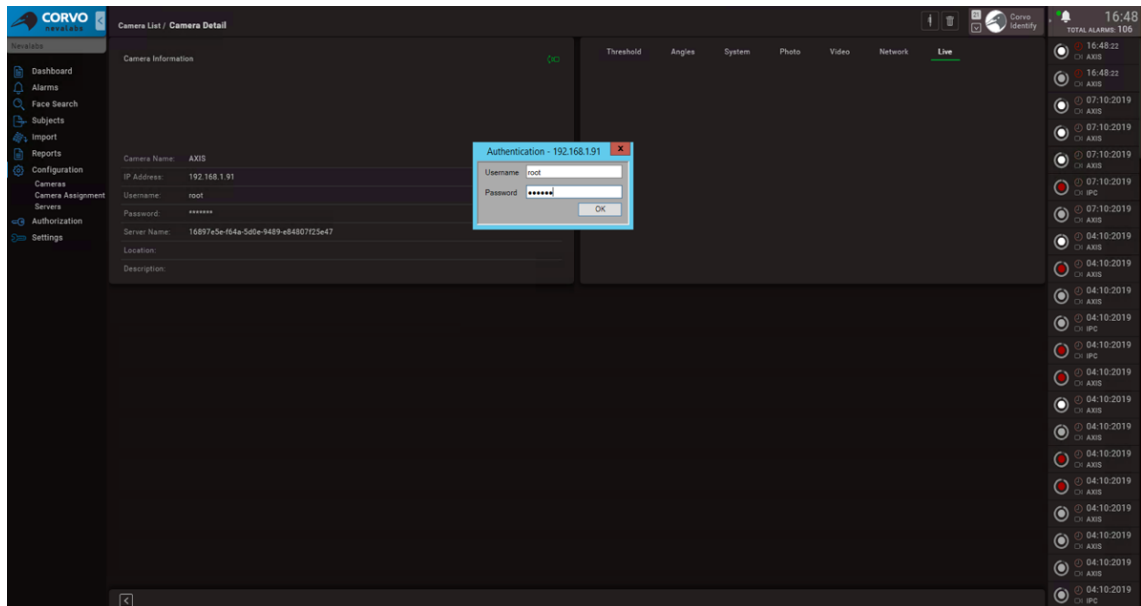 CORVO
nevalabs
Nevalabs
Dashboard
Alarms
Face Search
Subjects
Import
Reports
Configuration
Cameras
Camera Assignment
Servers
Authorization
Settings
Camera List / Camera Detail
Camera Information
Camera Name: AXIS
IP Address: 192.168.1.91
Username: root
Password: *******
Server Name: 16897e5e-f64a-5d0e-9489-e84807f25e47
Location:
Description:
Authentication - 192.168.1.91 x
Username root
Password ••••••
OK
Threshold Angles System Photo Video Network Live
21
Corvo
Identify
16:48
TOTAL ALARMS: 106
16:48:22
AXIS
16:48:22
AXIS
07:10:2019
AXIS
07:10:2019
AXIS
07:10:2019
AXIS
07:10:2019
IPC
07:10:2019
AXIS
04:10:2019
AXIS
04:10:2019
AXIS
04:10:2019
AXIS
04:10:2019
IPC
04:10:2019
IPC
04:10:2019
AXIS
04:10:2019
AXIS
04:10:2019
AXIS
04:10:2019
AXIS
04:10:2019
AXIS
04:10:2019
AXIS
04:10:2019
AXIS
04:10:2019
AXIS
04:10:2019
IPC